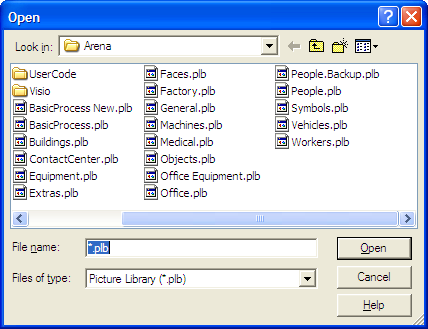 Open
Look in: Arena
UserCode
Visio
BasicProcess New.plb
BasicProcess.plb
Buildings.plb
ContactCenter.plb
Equipment.plb
Extras.plb
Faces.plb
Factory.plb
General.plb
Machines.plb
Medical.plb
Objects.plb
Office Equipment.plb
Office.plb
People.Backup.plb
People.plb
Symbols.plb
Vehicles.plb
Workers.plb
File name: *.plb
Open
Files of type: Picture Library (*.plb)
Cancel
Help